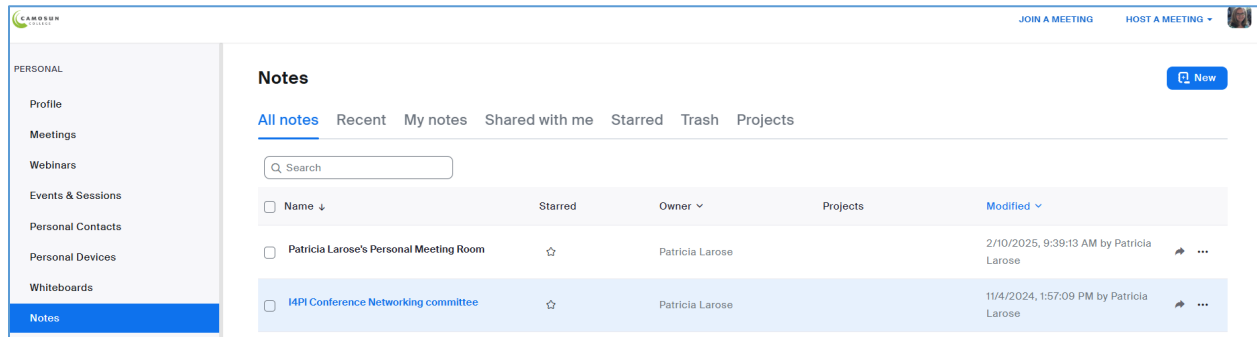 CAMOSUN
COLLEGE
JOIN A MEETING HOST A MEETING
PERSONAL
Profile
Meetings
Webinars
Events & Sessions
Personal Contacts
Personal Devices
Whiteboards
Notes
Notes
New
All notes Recent My notes Shared with me Starred Trash Projects
Search
Name ↓ Starred Owner Projects Modified
Patricia Larose's Personal Meeting Room Patricia Larose 2/10/2025, 9:39:13 AM by Patricia
Larose
I4PI Conference Networking committee Patricia Larose 11/4/2024, 1:57:09 PM by Patricia
Larose